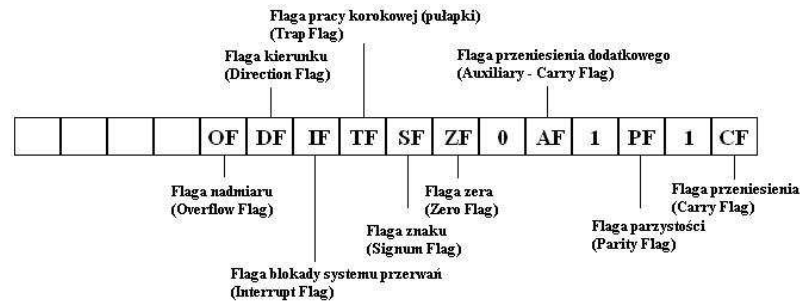 Flaga pracy korokowej (pułapki)
(Trap Flag)
Flaga kierunku
(Direction Flag)
Flaga przeniesienia dodatkowego
(Auxiliary - Carry Flag)
OF DF IF TF SF ZF 0 AF 1 PF 1 CF
Flaga nadmiaru
(Overflow Flag)
Flaga zera
(Zero Flag)
Flaga przeniesienia
(Carry Flag)
Flaga znaku
(Signum Flag)
Flaga parzystości
(Parity Flag)
Flaga blokady systemu przerwań
(Interrupt Flag)